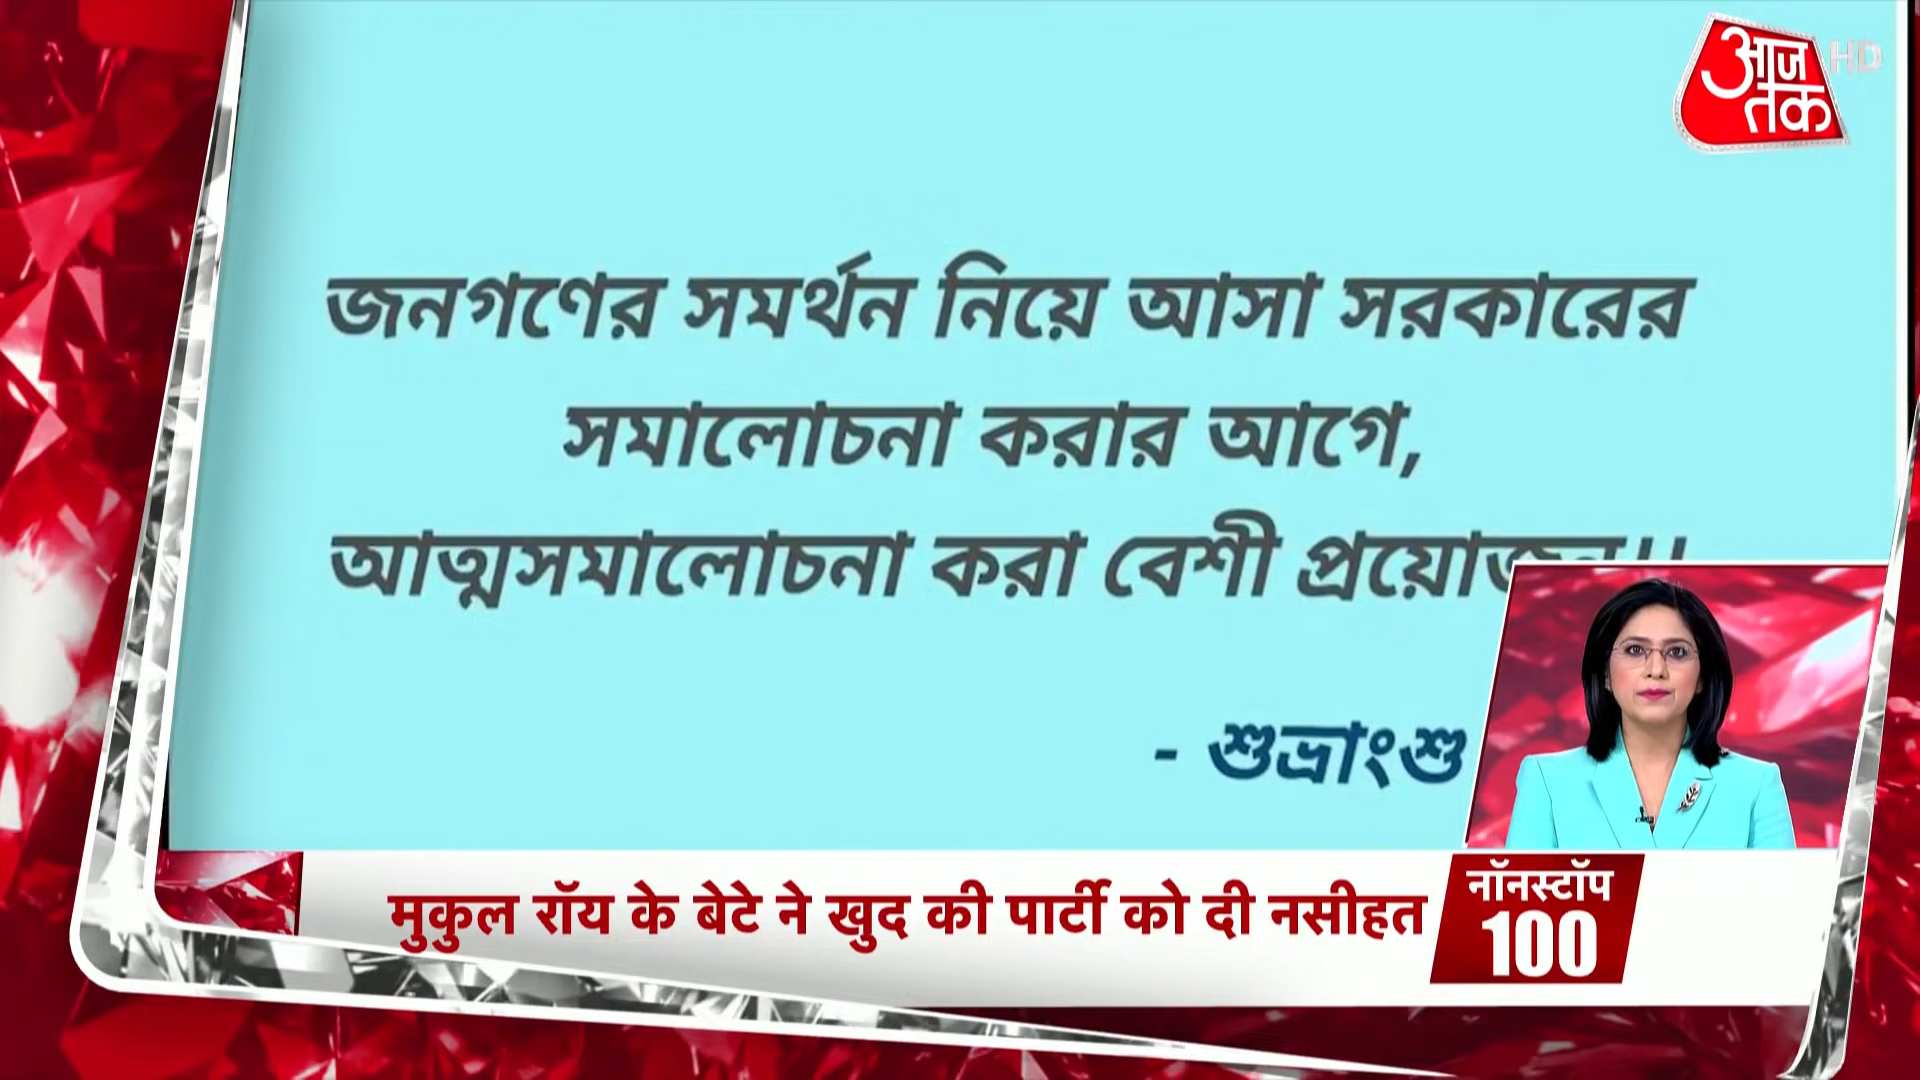 आज
तक
HD
জনগণের সমর্থন নিয়ে আসা সরকারের
সমালোচনা করার আগে,
আত্মসমালোচনা করা বেশী
- শুভ্রাংশু
मुकुल रॉय के बेटे ने खुद की पार्टी को दी नसीहत
नॉनस्टॉप
100